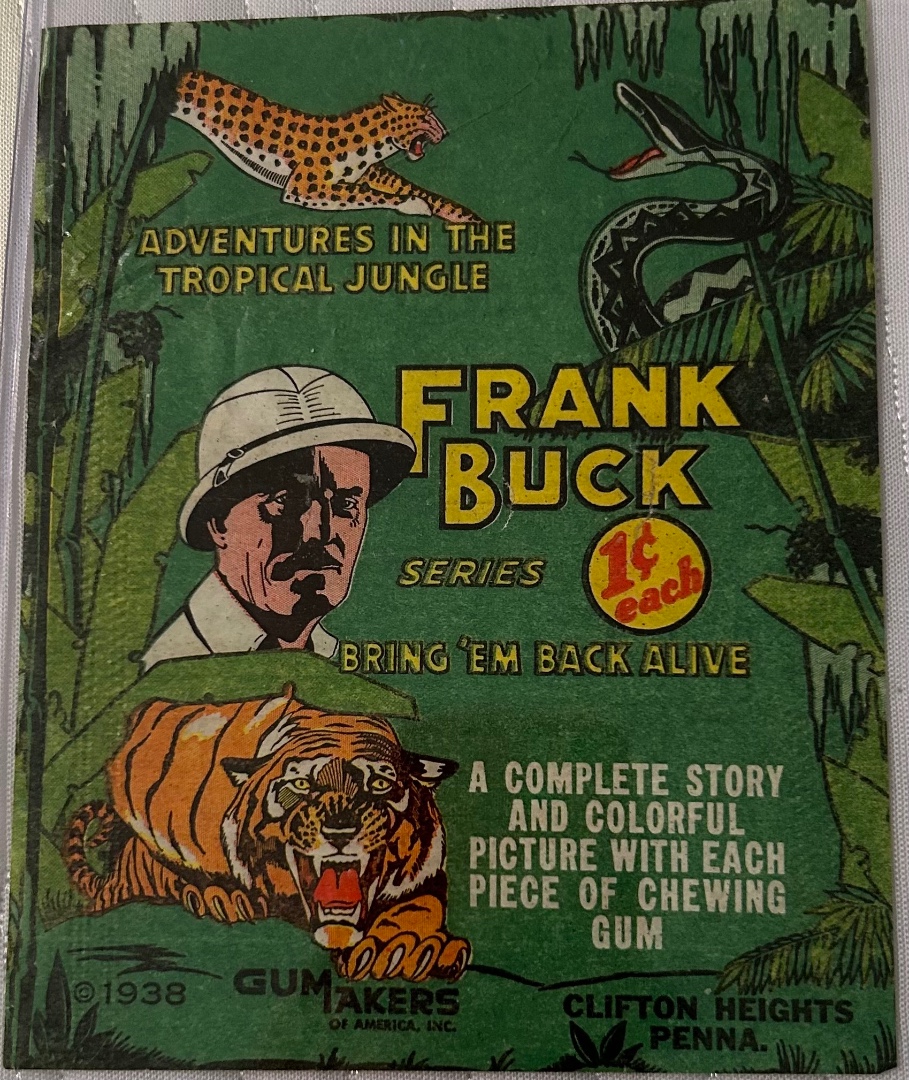 ADVENTURES IN THE
TROPICAL JUNGLE
FRANK
BUCK
SERIES
1¢
each
BRING 'EM BACK ALIVE
A COMPLETE STORY
AND COLORFUL
PICTURE WITH EACH
PIECE OF CHEWING
GUM
©1938
GUM MAKERS
OF AMERICA, INC.
CLIFTON HEIGHTS
PENNA.